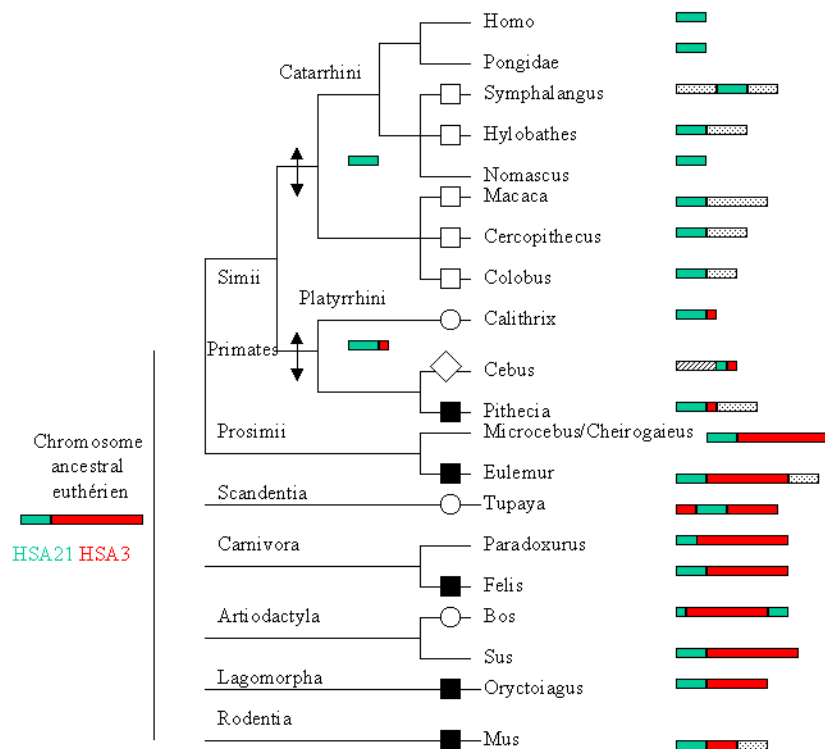 Homo
Pongidae
Catarrhini
Symphalangus
Hylobathes
Nomascus
Macaca
Cercopithecus
Colobus
Simii
Platyrrhini
Calithrix
Primates
Cebus
Pithecia
Prosimii
Microcebus/Cheirogaieus
Eulemur
Chromosome
ancestral
euthérien
HSA21 HSA3
Scandentia
Tupaya
Carnivora
Paradoxurus
Felis
Artiodactyla
Bos
Sus
Lagomorpha
Oryctoiagus
Rodentia
Mus